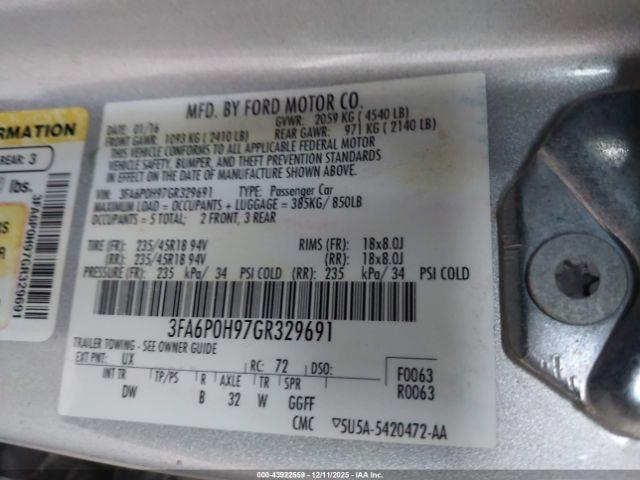 MFD. BY FORD MOTOR CO.
DATE: 01/16 GVWR: 2059 KG ( 4540 LB)
FRONT GAWR: 1093 KG ( 2410 LB) REAR GAWR: 971 KG ( 2140 LB)
THIS VEHICLE CONFORMS TO ALL APPLICABLE FEDERAL MOTOR
VEHICLE SAFETY, BUMPER, AND THEFT PREVENTION STANDARDS
IN EFFECT ON THE DATE OF MANUFACTURE SHOWN ABOVE.
VIN: 3FA6P0H97GR329691 TYPE: Passenger Car
MAXIMUM LOAD = OCCUPANTS + LUGGAGE = 385KG/ 850LB
OCCUPANTS = 5 TOTAL; 2 FRONT, 3 REAR
TIRE (FR): 235/45R18 94V RIMS (FR): 18x8.0J
(RR): 235/45R18 94V (RR): 18x8.0J
PRESSURE (FR): 235 kPa/ 34 PSI COLD (RR): 235 kPa/ 34 PSI COLD
3FA6P0H97GR329691
TRAILER TOWING - SEE OWNER GUIDE
EXT PNT: UX RC: 72 DSO:
INT TR TP/PS R AXLE TR SPR F0063
R0063
DW B 32 W GGFF
CMC ▽5U5A-5420472-AA
RMATION
REAR: 3
lbs.
3FA6P0H97GR329691
RS
R
000-43922559 - 12/11/2025 - IAA, Inc.